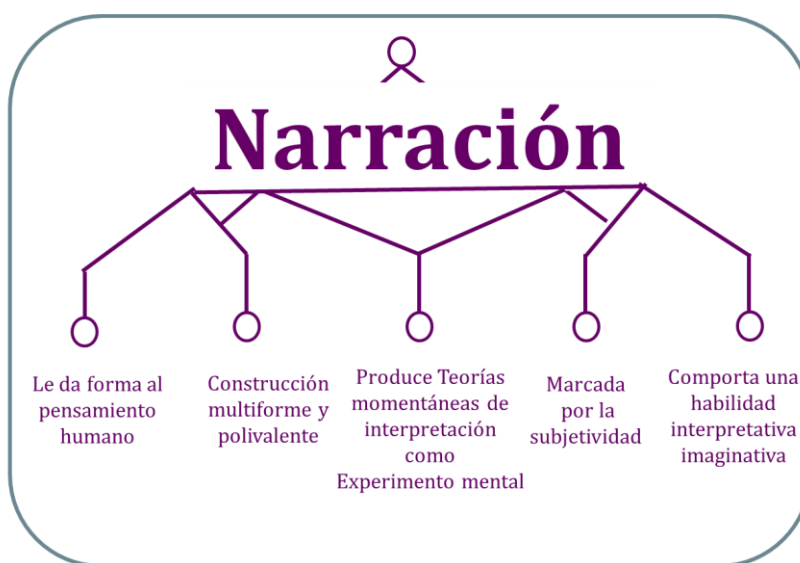 Narración
Le da forma al
pensamiento
humano
Construcción
multiforme y
polivalente
Produce Teorías
momentáneas de
interpretación
como
Experimento mental
Marcada
por la
subjetividad
Comporta una
habilidad
interpretativa
imaginativa